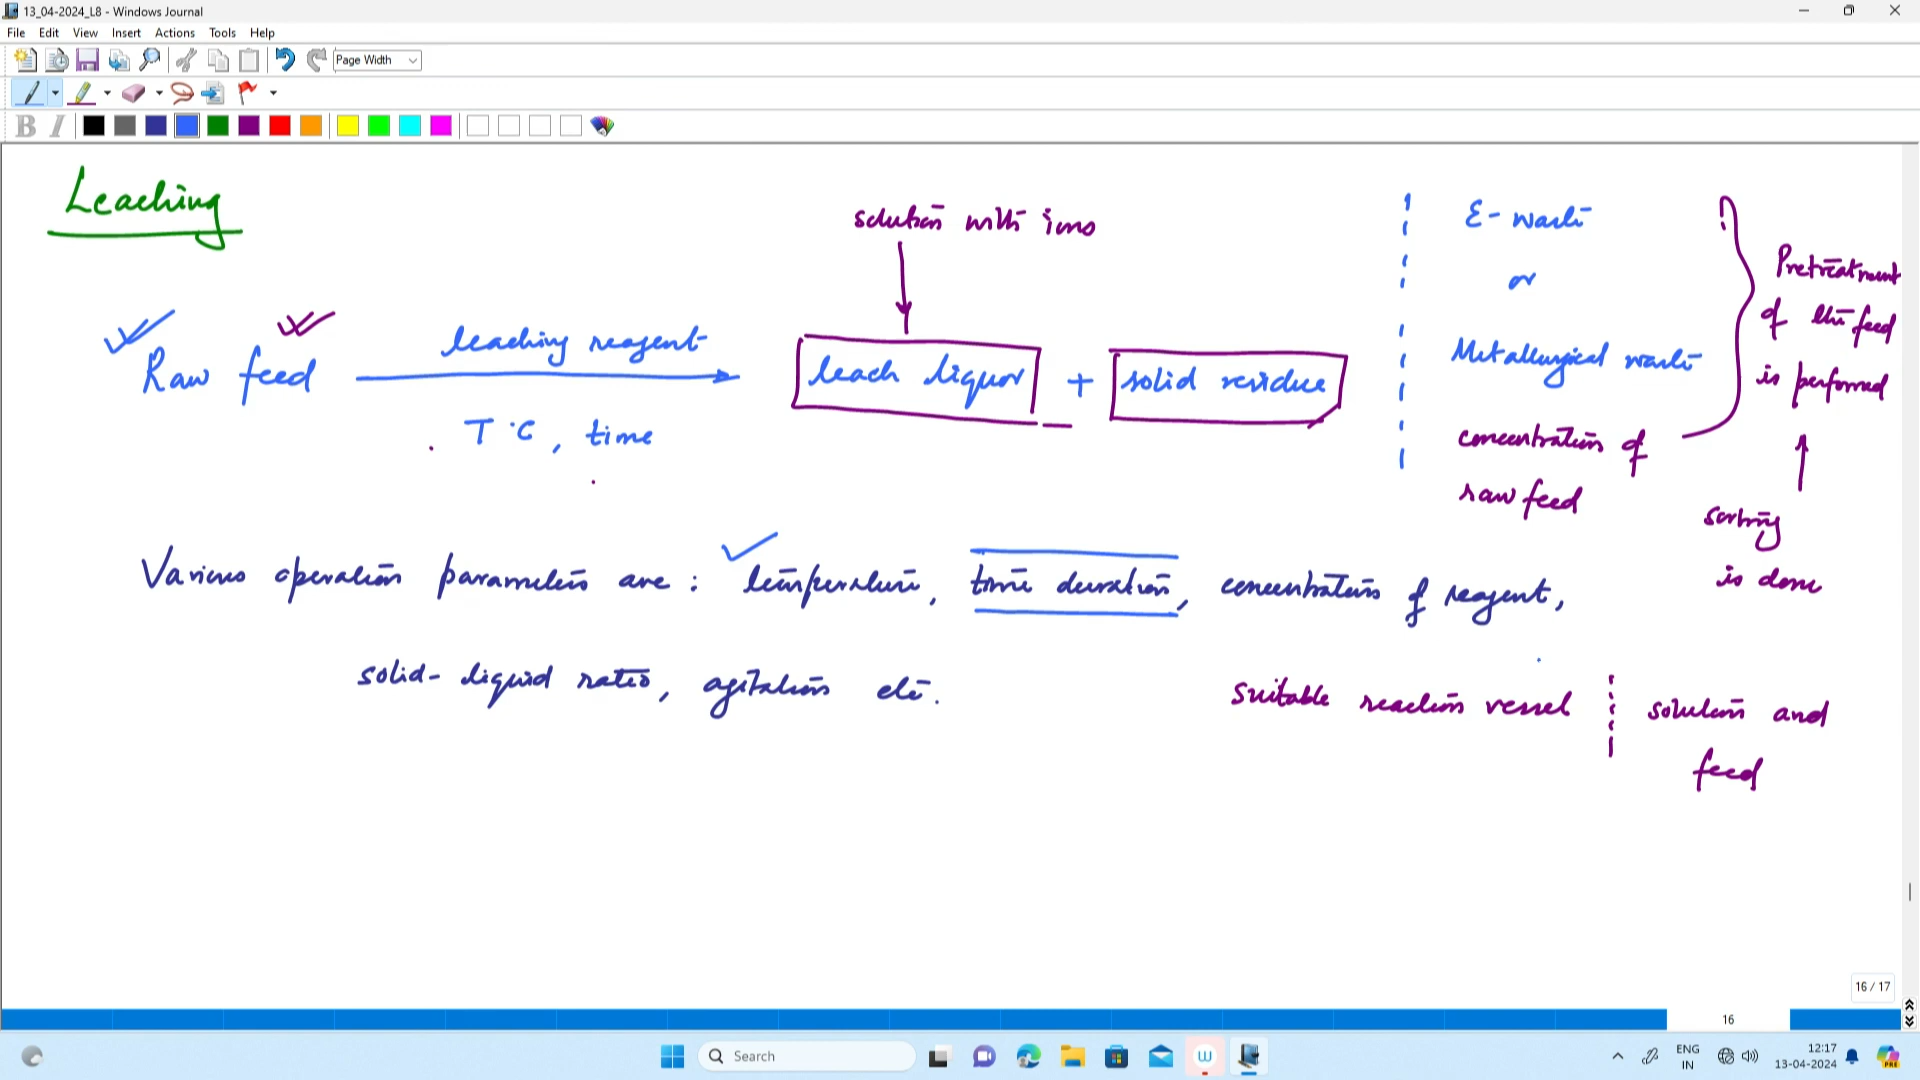 13_04-2024_L8 - Windows Journal
File Edit View Insert Actions Tools Help
Page Width
B I
Leaching
solution with ions
E-waste
or
Metallurgical waste
concentration of
raw feed
Pretreatment
of the feed
is performed
sorting
is done
Raw feed
leaching reagent
T °C, time
leach liquor + solid residue
Various operation parameters are : temperature, time duration, concentration of reagent,
solid-liquid ratio, agitation etc.
suitable reaction vessel
solution and
feed
16 / 17
16
Search
ENG
IN
12:17
13-04-2024